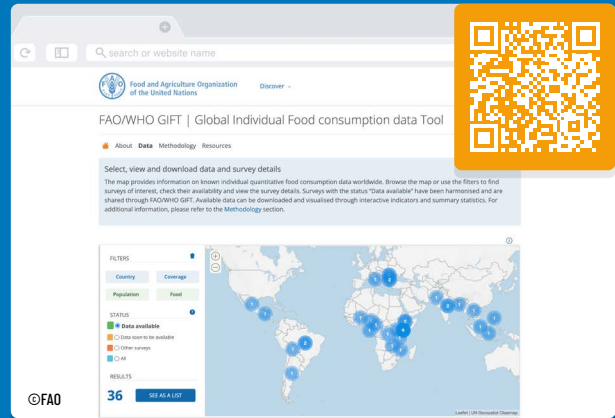 search or website name
Food and Agriculture Organization
of the United Nations
Discover
FAO/WHO GIFT | Global Individual Food consumption data Tool
About Data Methodology Resources
Select, view and download data and survey details
The map provides information on known individual quantitative food consumption data worldwide. Browse the map or use the filters to find
surveys of interest, check their availability and view the survey details. Surveys with the status "Data available" have been harmonised and are
shared through FAO/WHO GIFT. Available data can be downloaded and visualised through interactive indicators and summary statistics. For
additional information, please refer to the Methodology section.
FILTERS
Country Coverage
Population Food
STATUS
Data available
Data soon to be available
Other surveys
All
RESULTS
36 SEE AS A LIST
Leaflet | UN Geospatial Clearmap
©FAO